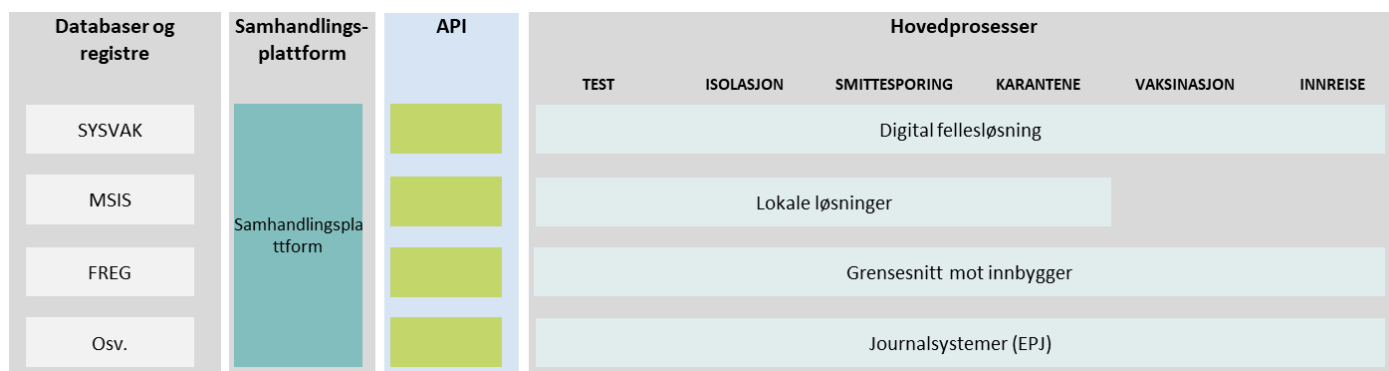 Databaser og
registre
Samhandlings-
plattform
API
Hovedprosesser
TEST
ISOLASJON
SMITTESPORING
KARANTENE
VAKSINASJON
INNREISE
SYSVAK
MSIS
FREG
Osv.
Samhandlingspla
ttform
Digital fellesløsning
Lokale løsninger
Grensesnitt mot innbygger
Journalsystemer (EPJ)